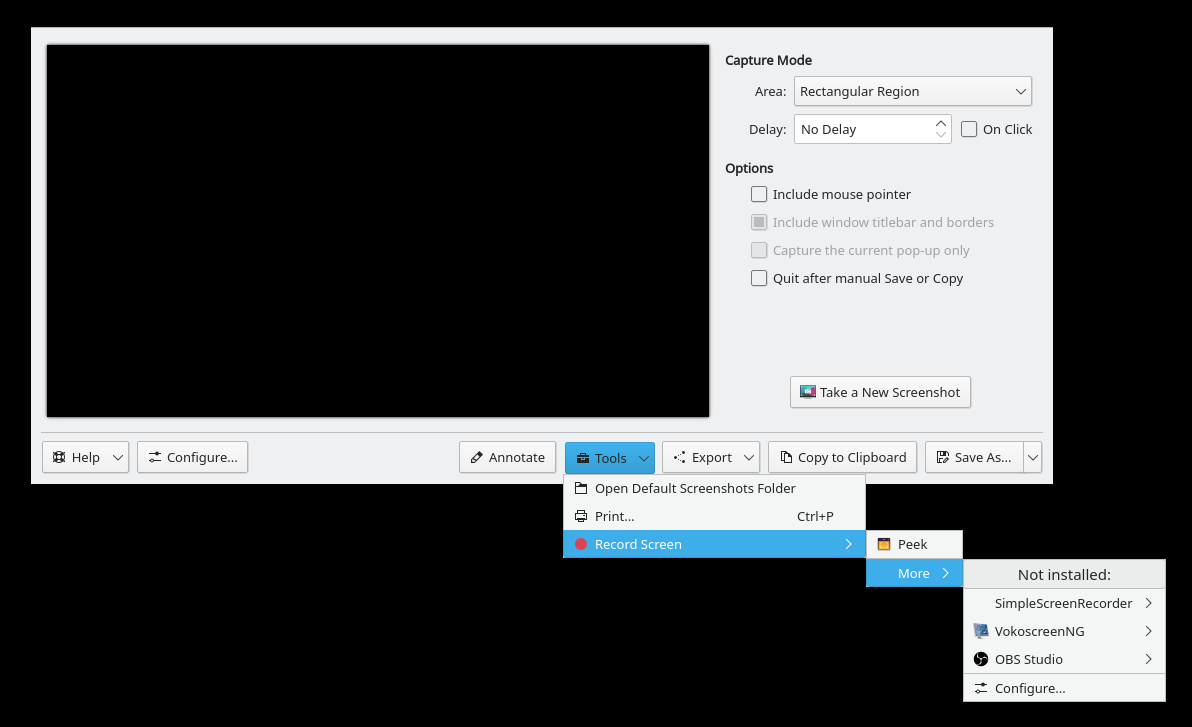 Capture Mode
Area: Rectangular Region
Delay: No Delay On Click
Options
Include mouse pointer
Include window titlebar and borders
Capture the current pop-up only
Quit after manual Save or Copy
Take a New Screenshot
Help Configure... Annotate Tools Export Copy to Clipboard Save As...
Open Default Screenshots Folder
Print... Ctrl+P
Record Screen Peek
More Not installed:
SimpleScreenRecorder
VokoscreenNG
OBS Studio
Configure...